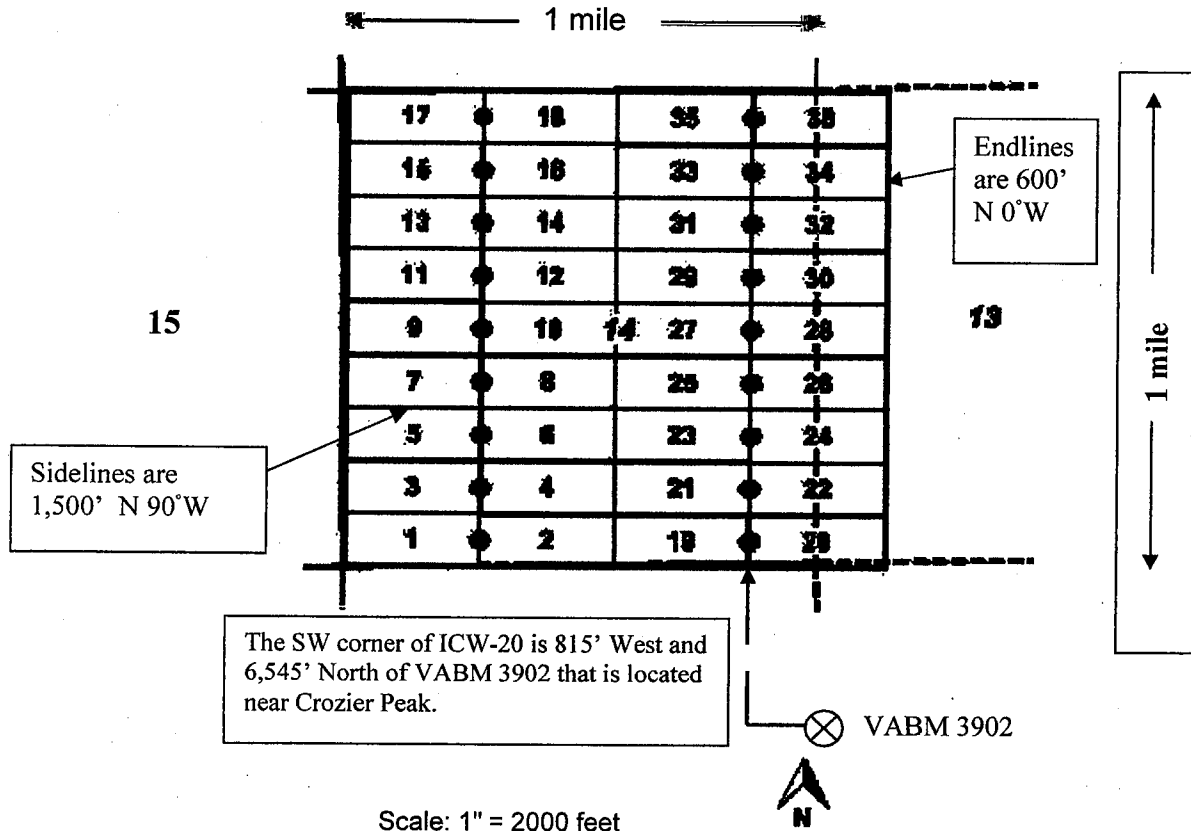 1 mile
17 18 35 36
15 16 33 34
13 14 31 32
11 12 29 30
9 10 14 27 28
7 8 25 26
5 6 23 24
3 4 21 22
1 2 19 20
15
13
Endlines
are 600'
N 0°W
1 mile
Sidelines are
1,500' N 90°W
The SW corner of ICW-20 is 815' West and
6,545' North of VABM 3902 that is located
near Crozier Peak.
VABM 3902
N
Scale: 1" = 2000 feet